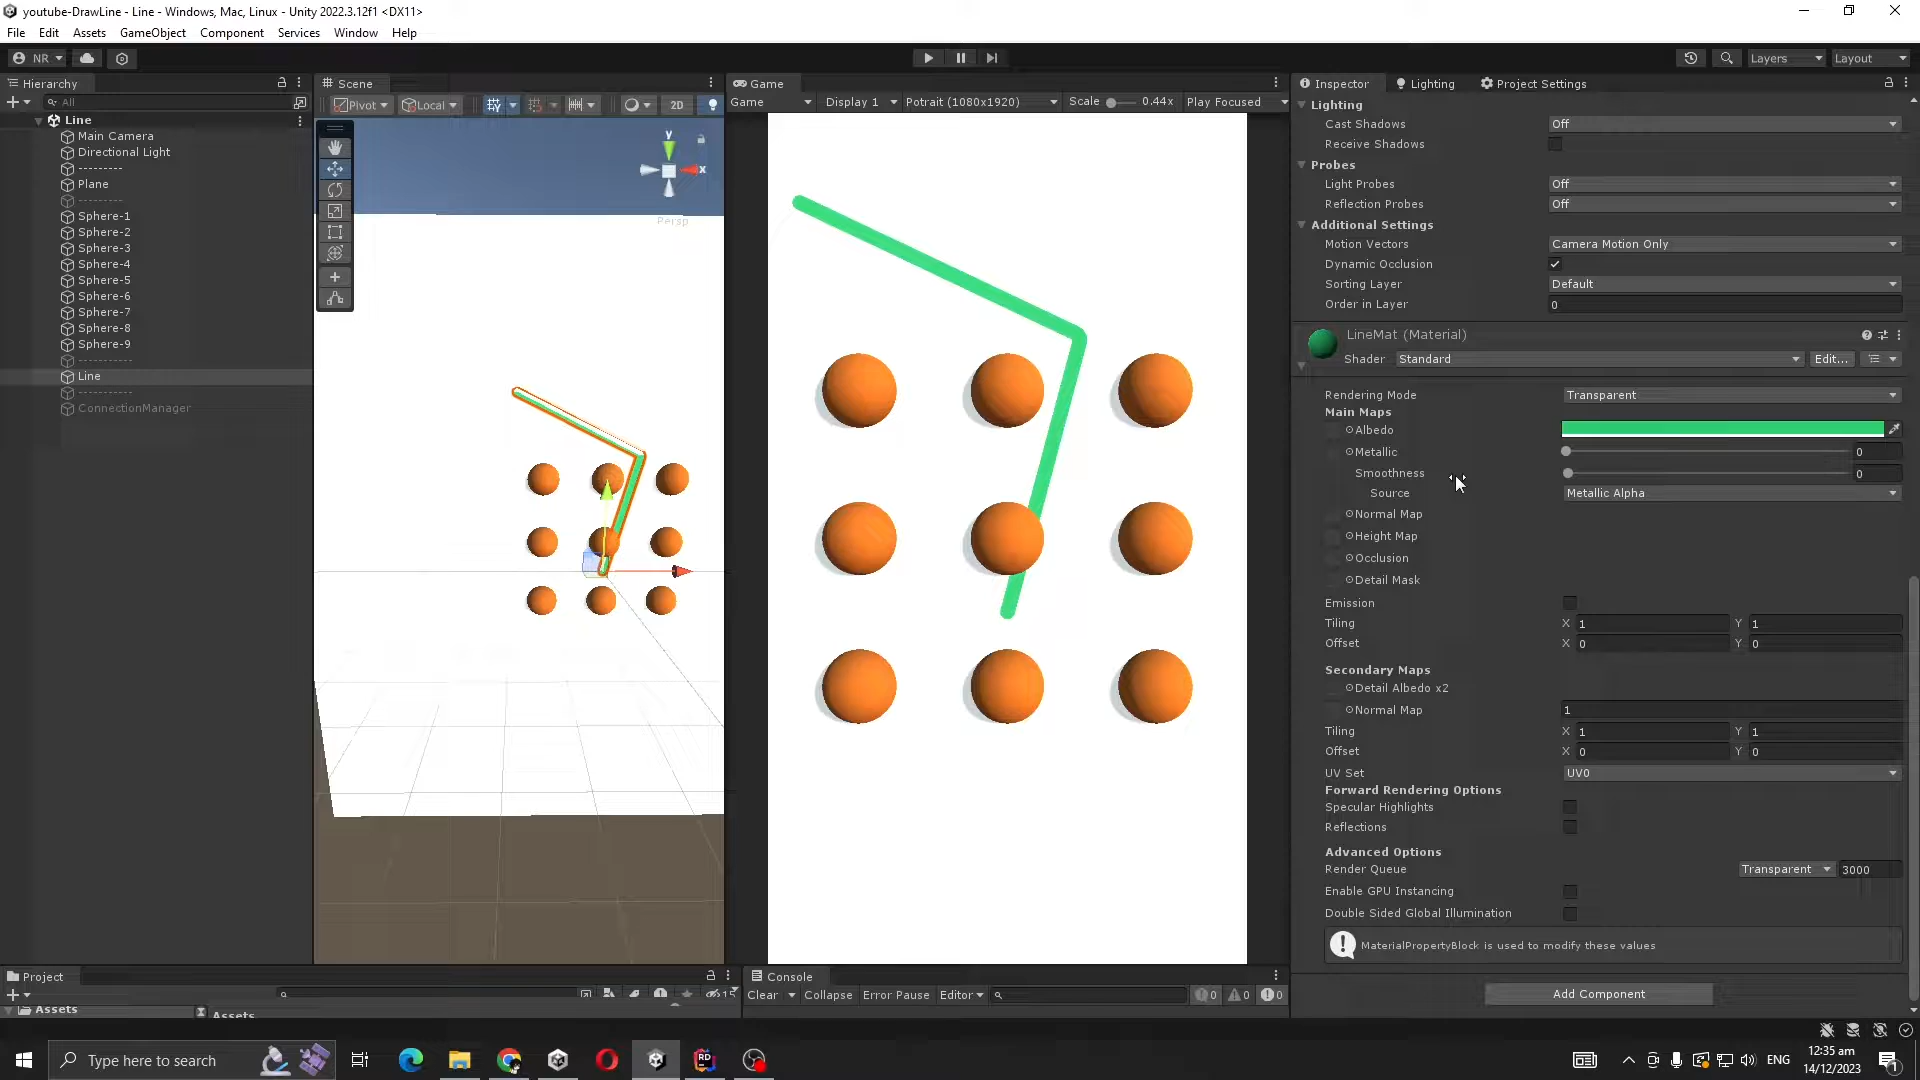 youtube-DrawLine - Line - Windows, Mac, Linux - Unity 2022.3.12f1 <DX11>
File Edit Assets GameObject Component Services Window Help
NR
Layers
Layout
Hierarchy
All
Line
Main Camera
Directional Light
---------
Plane
---------
Sphere-1
Sphere-2
Sphere-3
Sphere-4
Sphere-5
Sphere-6
Sphere-7
Sphere-8
Sphere-9
-----------
Line
-----------
ConnectionManager
Scene
Pivot
Local
2D
y
x
Persp
Game
Game
Display 1
Potrait (1080x1920)
Scale
0.44x
Play Focused
Inspector
Lighting
Project Settings
Lighting
Cast Shadows Off
Receive Shadows
Probes
Light Probes Off
Reflection Probes Off
Additional Settings
Motion Vectors Camera Motion Only
Dynamic Occlusion
Sorting Layer Default
Order in Layer 0
LineMat (Material)
Shader Standard Edit...
Rendering Mode Transparent
Main Maps
Albedo
Metallic 0
Smoothness 0
Source Metallic Alpha
Normal Map
Height Map
Occlusion
Detail Mask
Emission
Tiling X 1 Y 1
Offset X 0 Y 0
Secondary Maps
Detail Albedo x2
Normal Map 1
Tiling X 1 Y 1
Offset X 0 Y 0
UV Set UV0
Forward Rendering Options
Specular Highlights
Reflections
Advanced Options
Render Queue Transparent 3000
Enable GPU Instancing
Double Sided Global Illumination
MaterialPropertyBlock is used to modify these values
Add Component
Project
15
Assets
Assets
Console
Clear Collapse Error Pause Editor
0 0 0
Type here to search
RD
ENG
12:35 am
14/12/2023
1